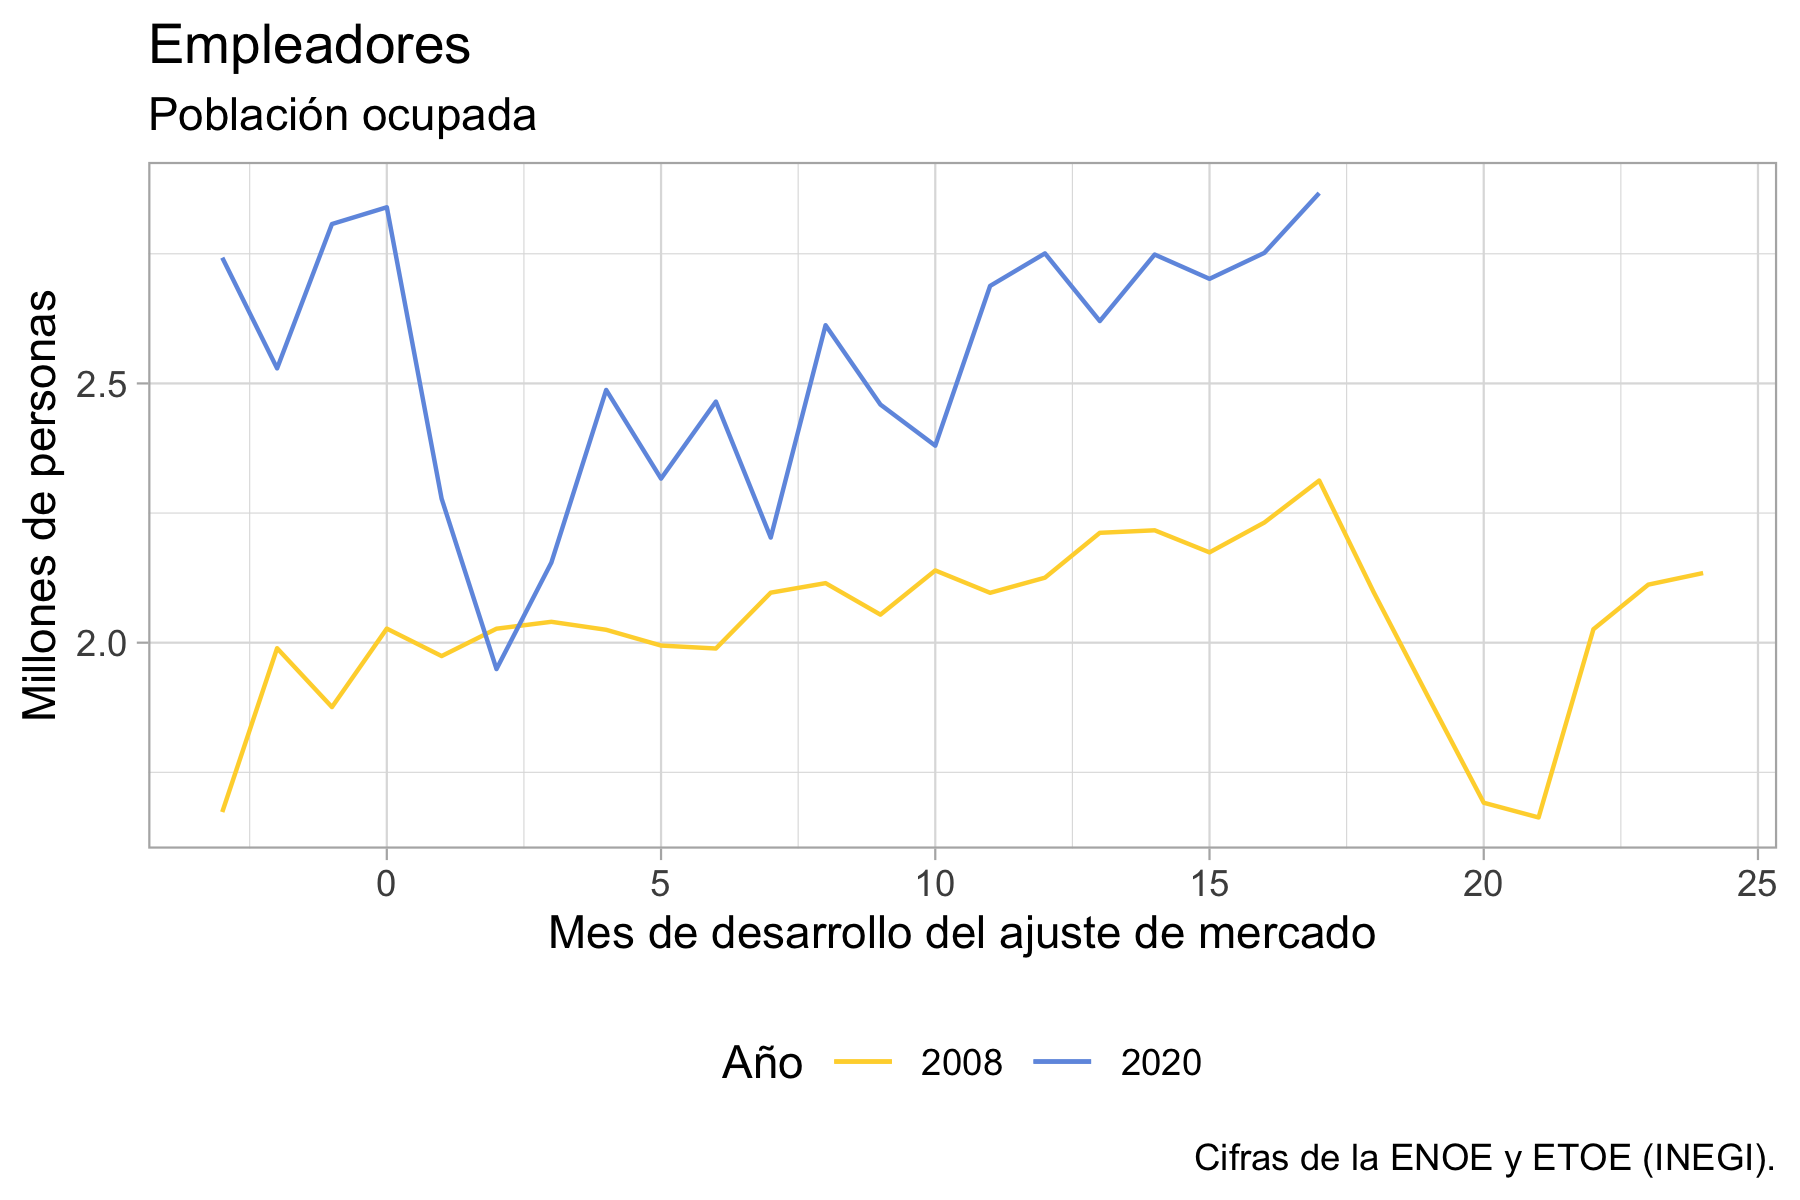 Empleadores
Población ocupada
Millones de personas
2.5
2.0
0 5 10 15 20 25
Mes de desarrollo del ajuste de mercado
Año 2008 2020
Cifras de la ENOE y ETOE (INEGI).